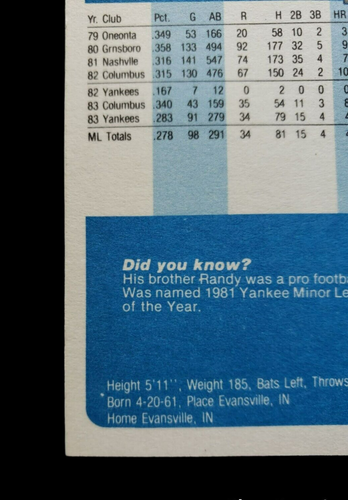 Yr. Club Pct. G AB R H 2B 3B HR
79 Oneonta .349 53 166 20 58 10 2 3
80 Grnsboro .358 133 494 92 177 32 5 9
81 Nashvlle .316 141 547 74 173 35 4 7
82 Columbus .315 130 476 67 150 24 2 10
82 Yankees .167 7 12 0 2 0 0 0
83 Columbus .340 43 159 35 54 11 3 8
83 Yankees .283 91 279 34 79 15 4 4
ML Totals .278 98 291 34 81 15 4 4
Did you know?
His brother Randy was a pro footba
Was named 1981 Yankee Minor Le
of the Year.
Height 5'11'', Weight 185, Bats Left, Throws
Born 4-20-61, Place Evansville, IN
Home Evansville, IN